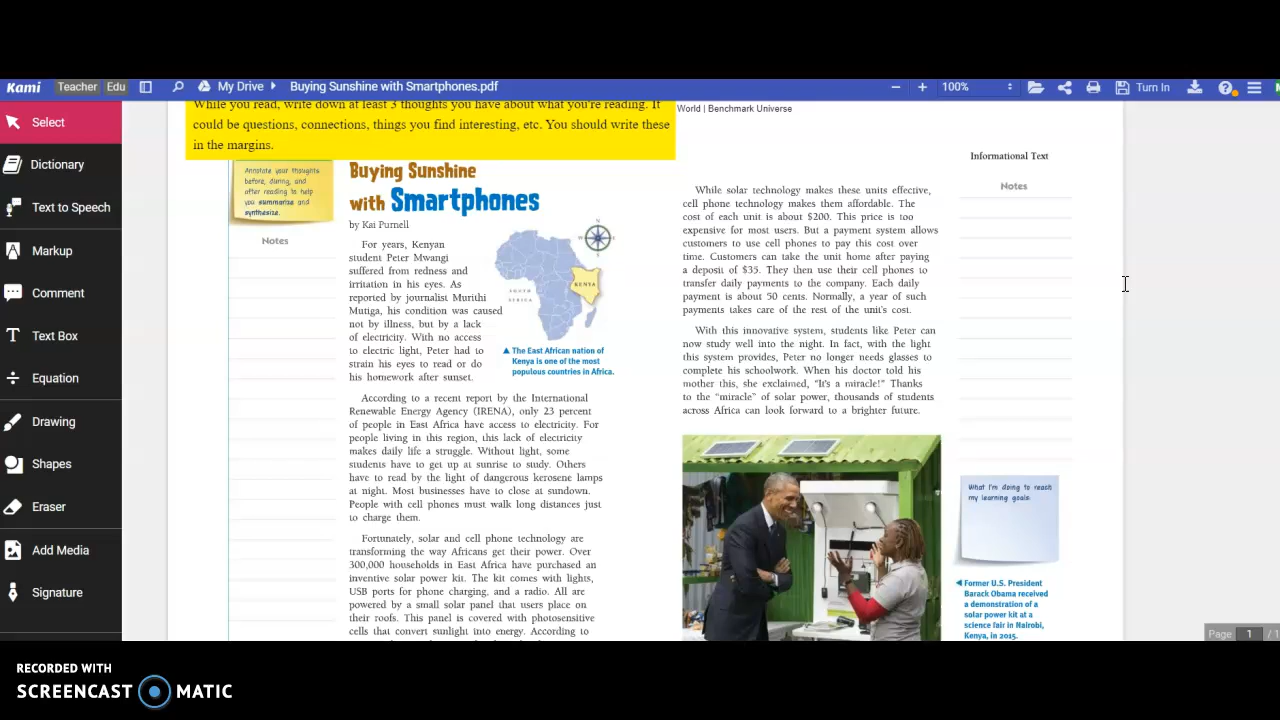 Kami Teacher Edu My Drive Buying Sunshine with Smartphones.pdf 100% Turn In
Select
Dictionary
Text to Speech
Markup
Comment
Text Box
Equation
Drawing
Shapes
Eraser
Add Media
Signature
While you read, write down at least 3 thoughts you have about what you're reading. It
could be questions, connections, things you find interesting, etc. You should write these
in the margins.
World | Benchmark Universe
Annotate your thoughts
before, during, and
after reading to help
you summarize and
synthesize.
Notes
Buying Sunshine
with Smartphones
by Kai Purnell
For years, Kenyan
student Peter Mwangi
suffered from redness and
irritation in his eyes. As
reported by journalist Murithi
Mutiga, his condition was caused
not by illness, but by a lack
of electricity. With no access
to electric light, Peter had to
strain his eyes to read or do
his homework after sunset.
N
W
E
S
KENYA
SOUTH
AFRICA
▲ The East African nation of
Kenya is one of the most
populous countries in Africa.
According to a recent report by the International
Renewable Energy Agency (IRENA), only 23 percent
of people in East Africa have access to electricity. For
people living in this region, this lack of electricity
makes daily life a struggle. Without light, some
students have to get up at sunrise to study. Others
have to read by the light of dangerous kerosene lamps
at night. Most businesses have to close at sundown.
People with cell phones must walk long distances just
to charge them.
Fortunately, solar and cell phone technology are
transforming the way Africans get their power. Over
300,000 households in East Africa have purchased an
inventive solar power kit. The kit comes with lights,
USB ports for phone charging, and a radio. All are
powered by a small solar panel that users place on
their roofs. This panel is covered with photosensitive
cells that convert sunlight into energy. According to
Informational Text
Notes
While solar technology makes these units effective,
cell phone technology makes them affordable. The
cost of each unit is about $200. This price is too
expensive for most users. But a payment system allows
customers to use cell phones to pay this cost over
time. Customers can take the unit home after paying
a deposit of $35. They then use their cell phones to
transfer daily payments to the company. Each daily
payment is about 50 cents. Normally, a year of such
payments takes care of the rest of the unit's cost.
With this innovative system, students like Peter can
now study well into the night. In fact, with the light
this system provides, Peter no longer needs glasses to
complete his schoolwork. When his doctor told his
mother this, she exclaimed, "It's a miracle!" Thanks
to the "miracle" of solar power, thousands of students
across Africa can look forward to a brighter future.
What I'm doing to reach
my learning goals:
◄ Former U.S. President
Barack Obama received
a demonstration of a
solar power kit at a
science fair in Nairobi,
Kenya, in 2015.
Page 1 / 1
RECORDED WITH
SCREENCAST MATIC